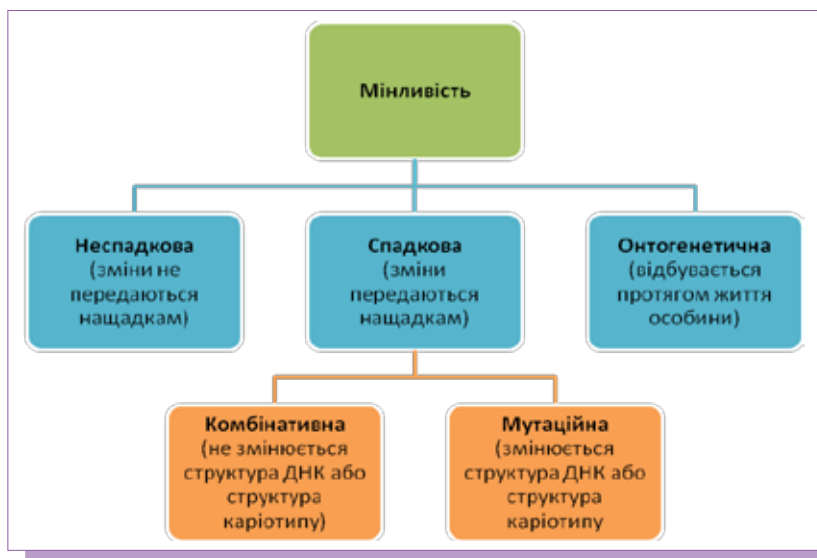 Мінливість
Неспадкова
(зміни не
передаються
нащадкам)
Спадкова
(зміни
передаються
нащадкам)
Онтогенетична
(відбувається
протягом життя
особини)
Комбінативна
(не змінюється
структура ДНК або
структура
каріотипу)
Мутаційна
(змінюється
структура ДНК або
структура
каріотипу